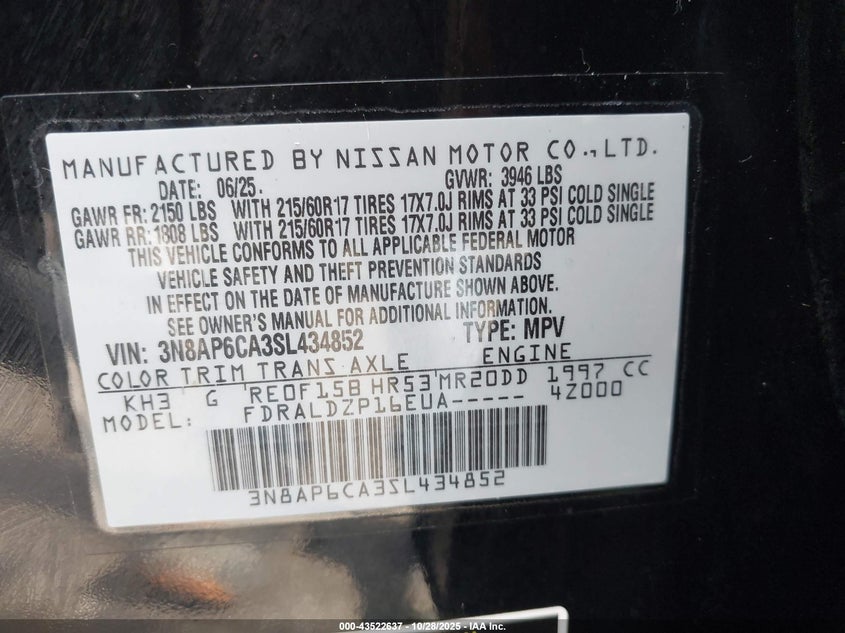 MANUFACTURED BY NISSAN MOTOR CO., LTD.
DATE: 06/25. GVWR: 3946 LBS
GAWR FR: 2150 LBS WITH 215/60R17 TIRES 17X7.0J RIMS AT 33 PSI COLD SINGLE
GAWR RR: 1808 LBS WITH 215/60R17 TIRES 17X7.0J RIMS AT 33 PSI COLD SINGLE
THIS VEHICLE CONFORMS TO ALL APPLICABLE FEDERAL MOTOR
VEHICLE SAFETY AND THEFT PREVENTION STANDARDS
IN EFFECT ON THE DATE OF MANUFACTURE SHOWN ABOVE.
SEE OWNER'S MANUAL FOR ADDITIONAL INFORMATION.
VIN: 3N8AP6CA3SL434852 TYPE: MPV
COLOR TRIM TRANS AXLE ENGINE
KH3 G RE0F15B HR53 MR20DD 1997 CC
MODEL: FDRALDZP16EUA----- 4Z000
3N8AP6CA3SL434852
000-43522637 - 10/28/2025 - IAA Inc.